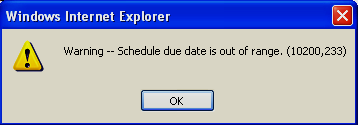 Windows Internet Explorer
Warning -- Schedule due date is out of range. (10200,233)
OK